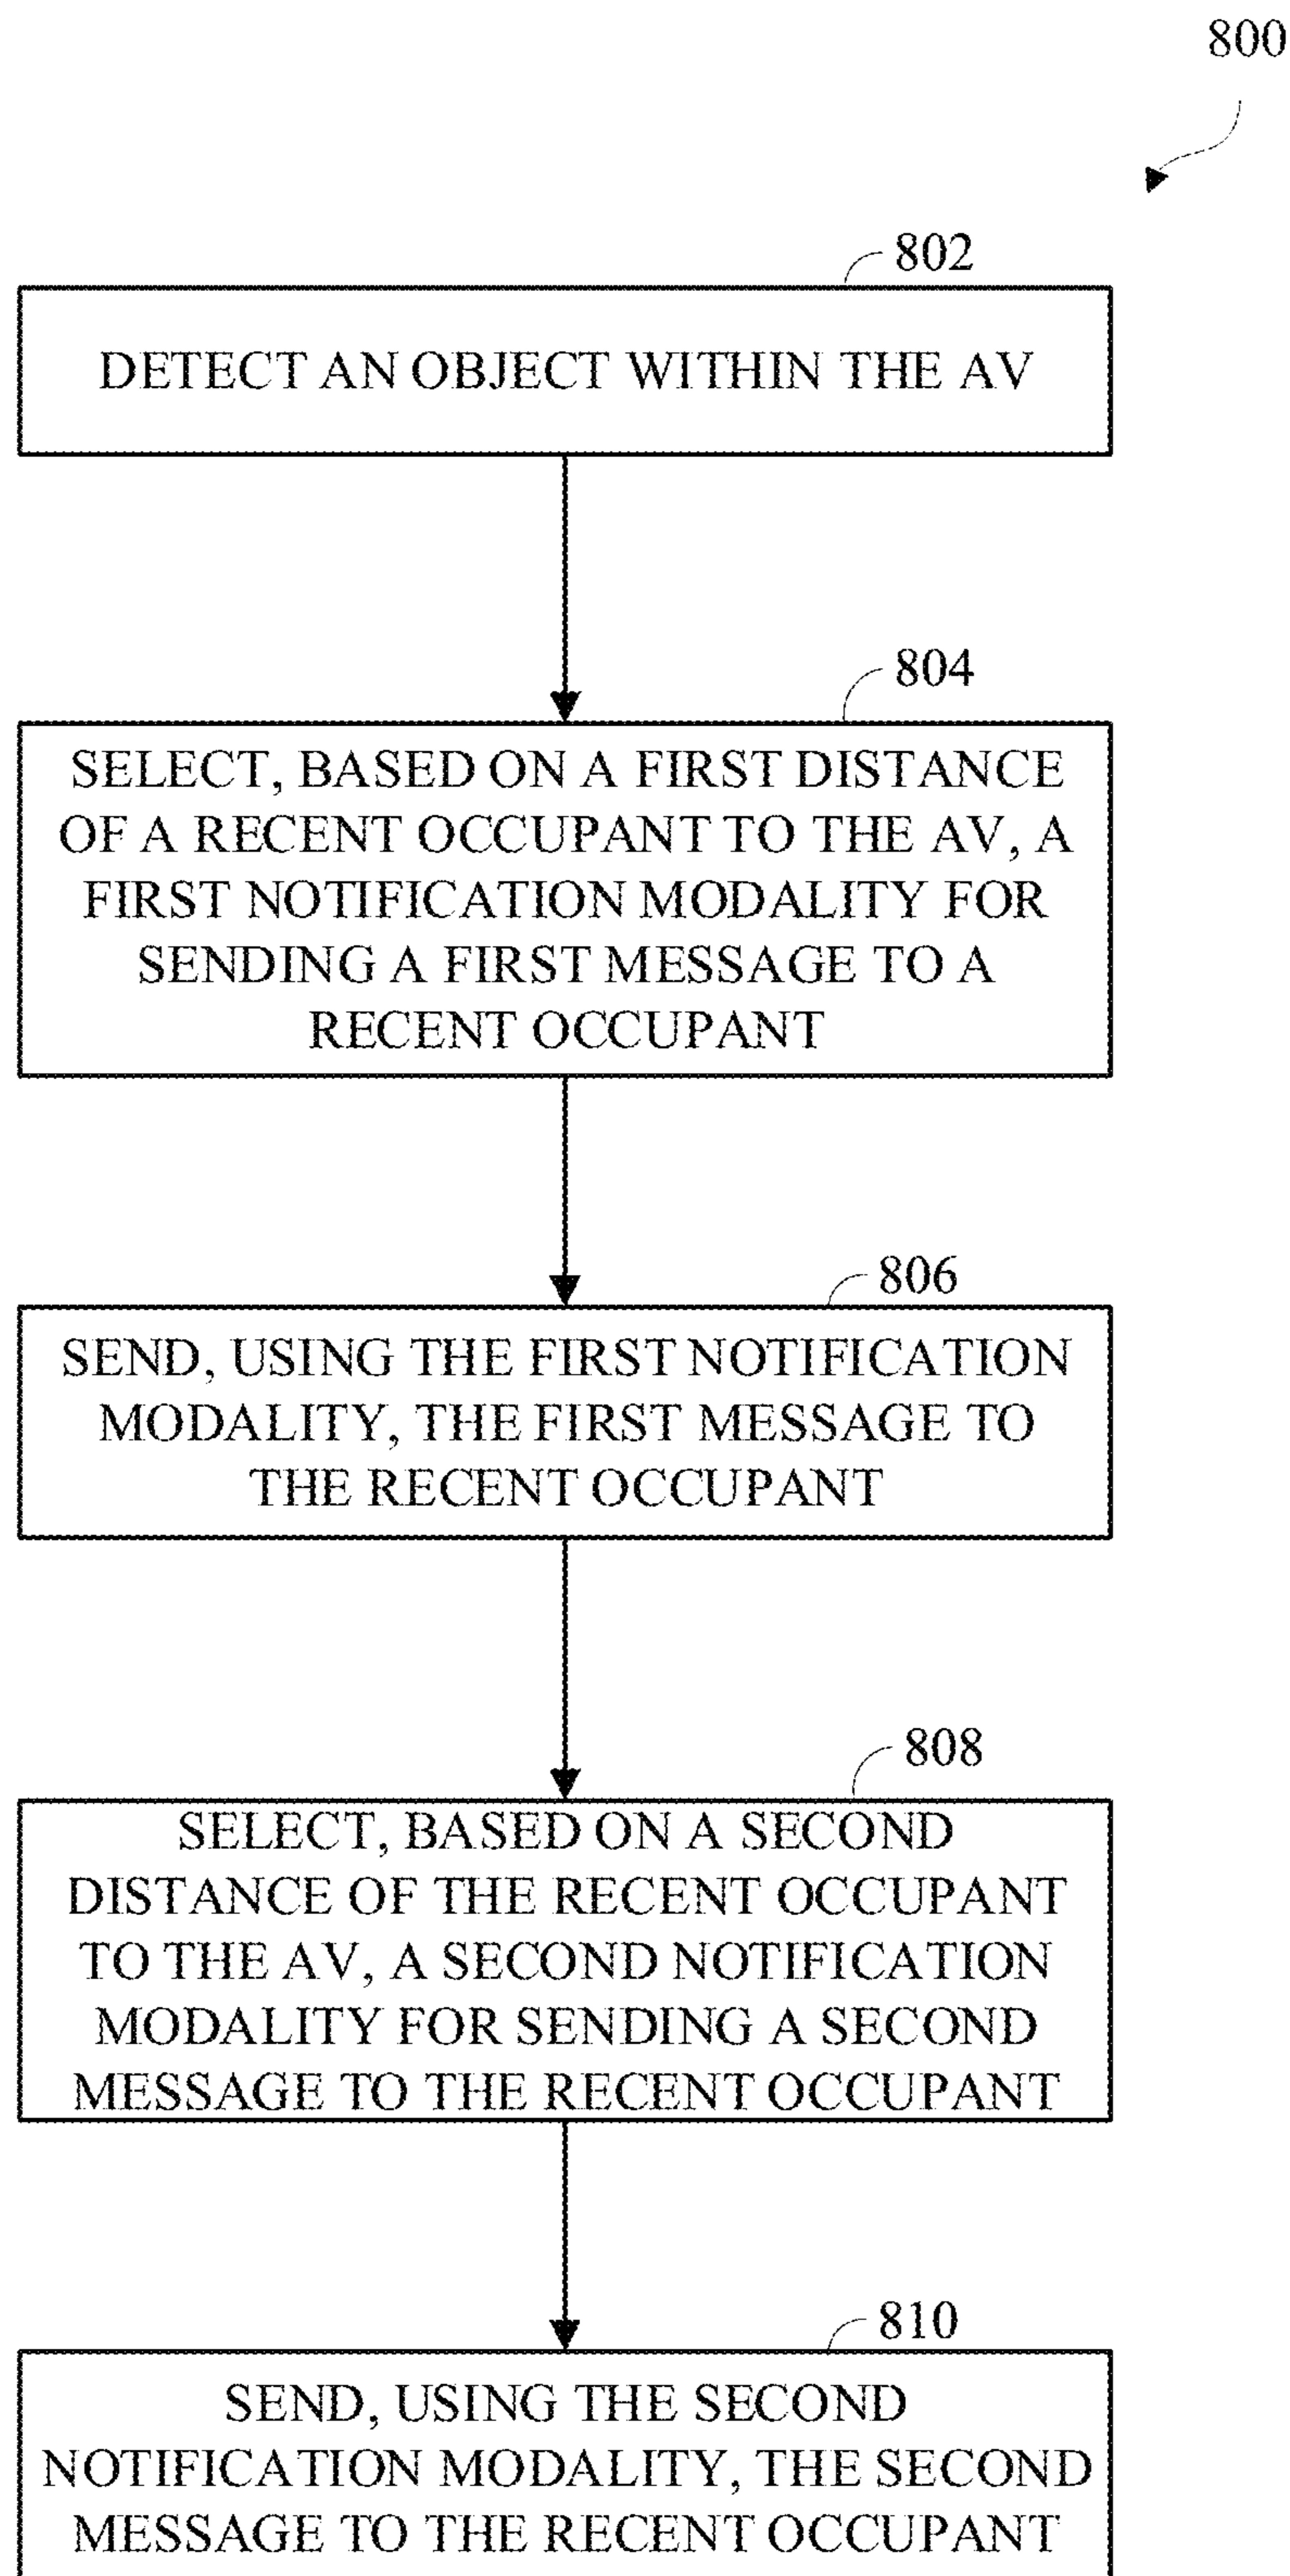 800
802
DETECT AN OBJECT WITHIN THE AV
804
SELECT, BASED ON A FIRST DISTANCE
OF A RECENT OCCUPANT TO THE AV, A
FIRST NOTIFICATION MODALITY FOR
SENDING A FIRST MESSAGE TO A
RECENT OCCUPANT
806
SEND, USING THE FIRST NOTIFICATION
MODALITY, THE FIRST MESSAGE TO
THE RECENT OCCUPANT
808
SELECT, BASED ON A SECOND
DISTANCE OF THE RECENT OCCUPANT
TO THE AV, A SECOND NOTIFICATION
MODALITY FOR SENDING A SECOND
MESSAGE TO THE RECENT OCCUPANT
810
SEND, USING THE SECOND
NOTIFICATION MODALITY, THE SECOND
MESSAGE TO THE RECENT OCCUPANT